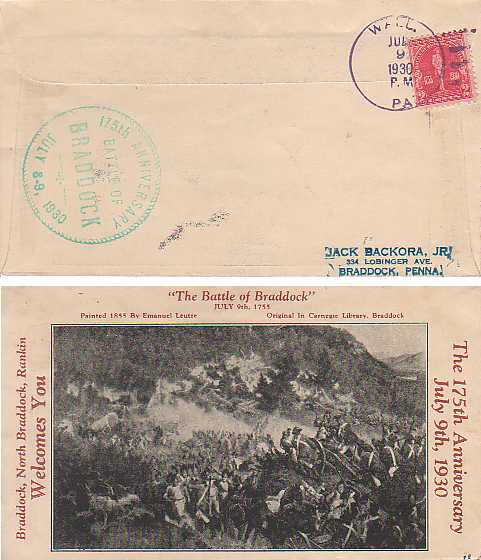 WALL.
JUL
9
1930
P.M.
PA.
175th ANNIVERSARY
BATTLE OF
BRADDOCK
JULY 8-9, 1930
JACK BACKORA, JR.
334 LOBINGER AVE.
BRADDOCK, PENNA.
"The Battle of Braddock"
JULY 9th, 1755
Painted 1855 By Emanuel Leutte
Original In Carnegie Library, Braddock
Braddock, North Braddock, Rankin
Welcomes You
The 175th Anniversary
July 9th, 1930